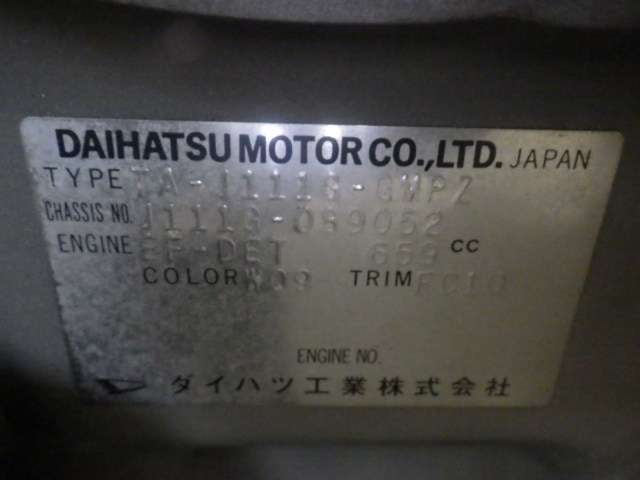 DAIHATSU MOTOR CO.,LTD. JAPAN
TYPE TA-J111G-GMPZ
CHASSIS NO. J111G-089052
ENGINE EF-DET 659 CC
COLOR W09 TRIM FC10
ENGINE NO.
ダイハツ工業株式会社